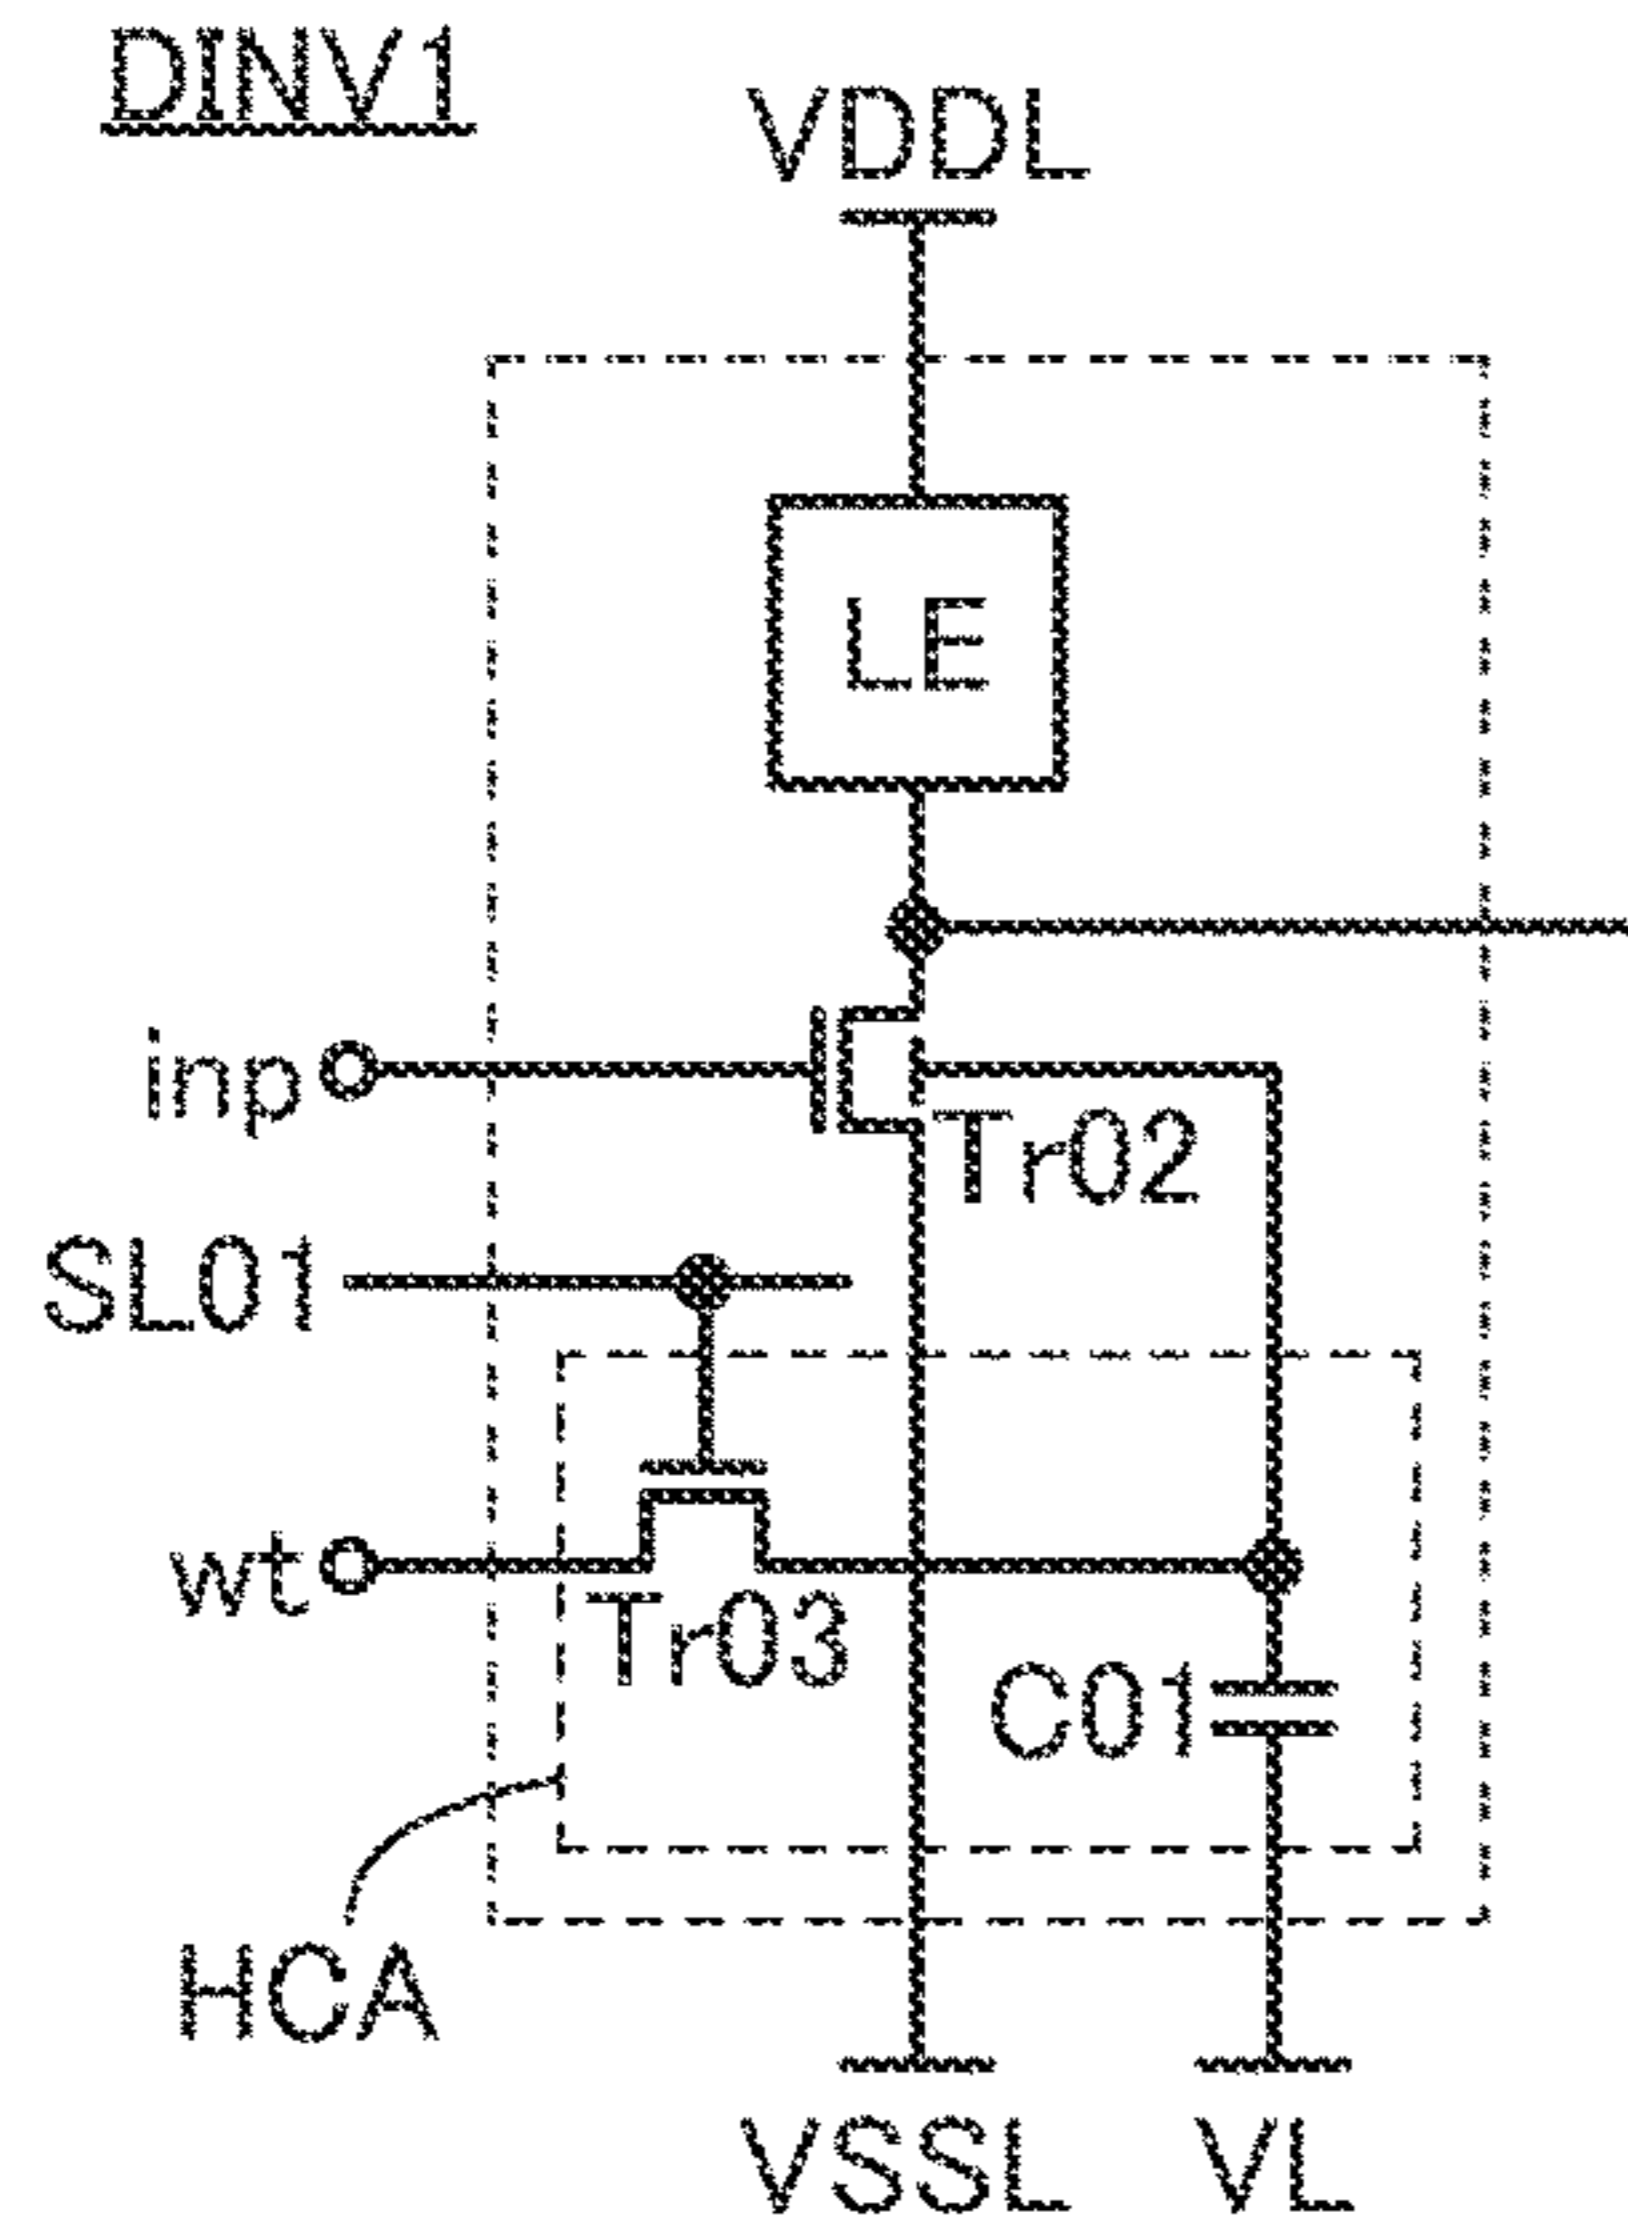 DINV1
VDDL
LE
inp
Tr02
SL01
wt
Tr03
C01
HCA
VSSL
VL